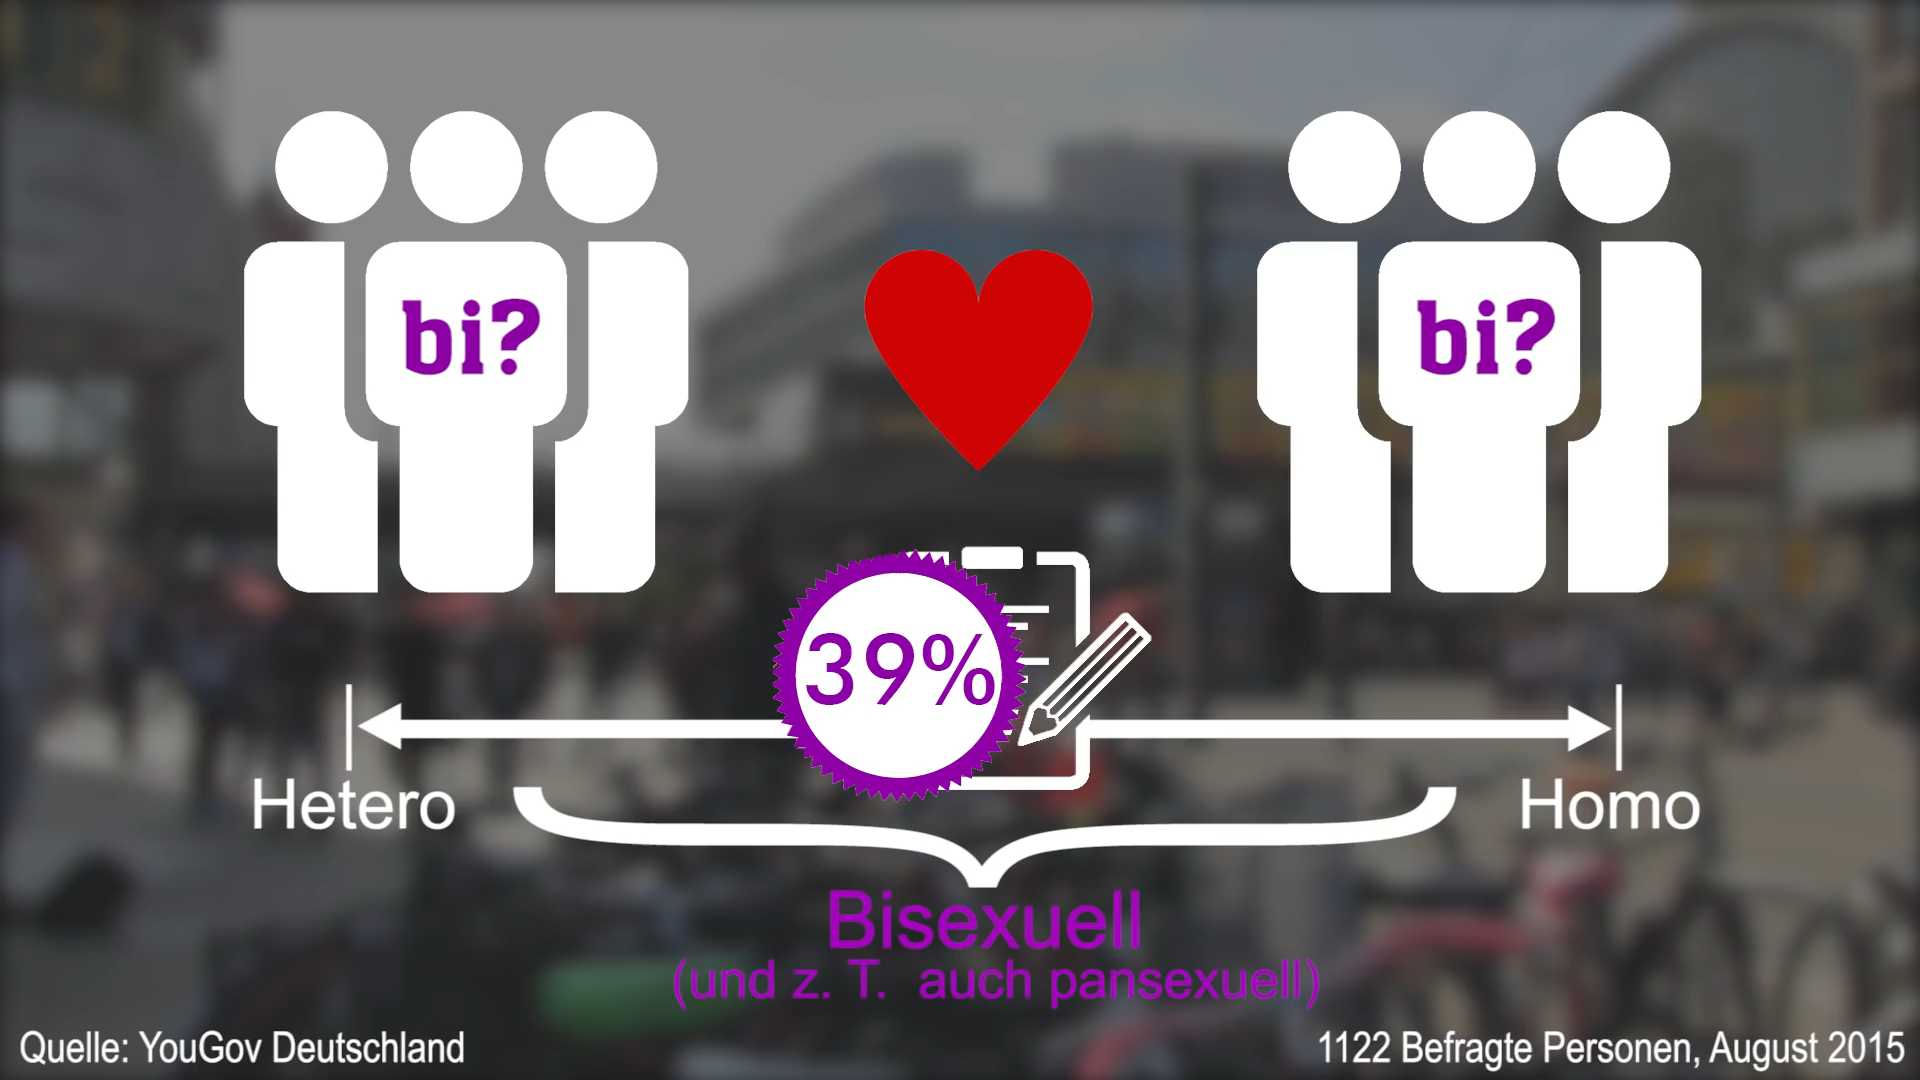 bi?
bi?
39%
Hetero
Homo
Bisexuell
(und z. T. auch pansexuell)
Quelle: YouGov Deutschland
1122 Befragte Personen, August 2015